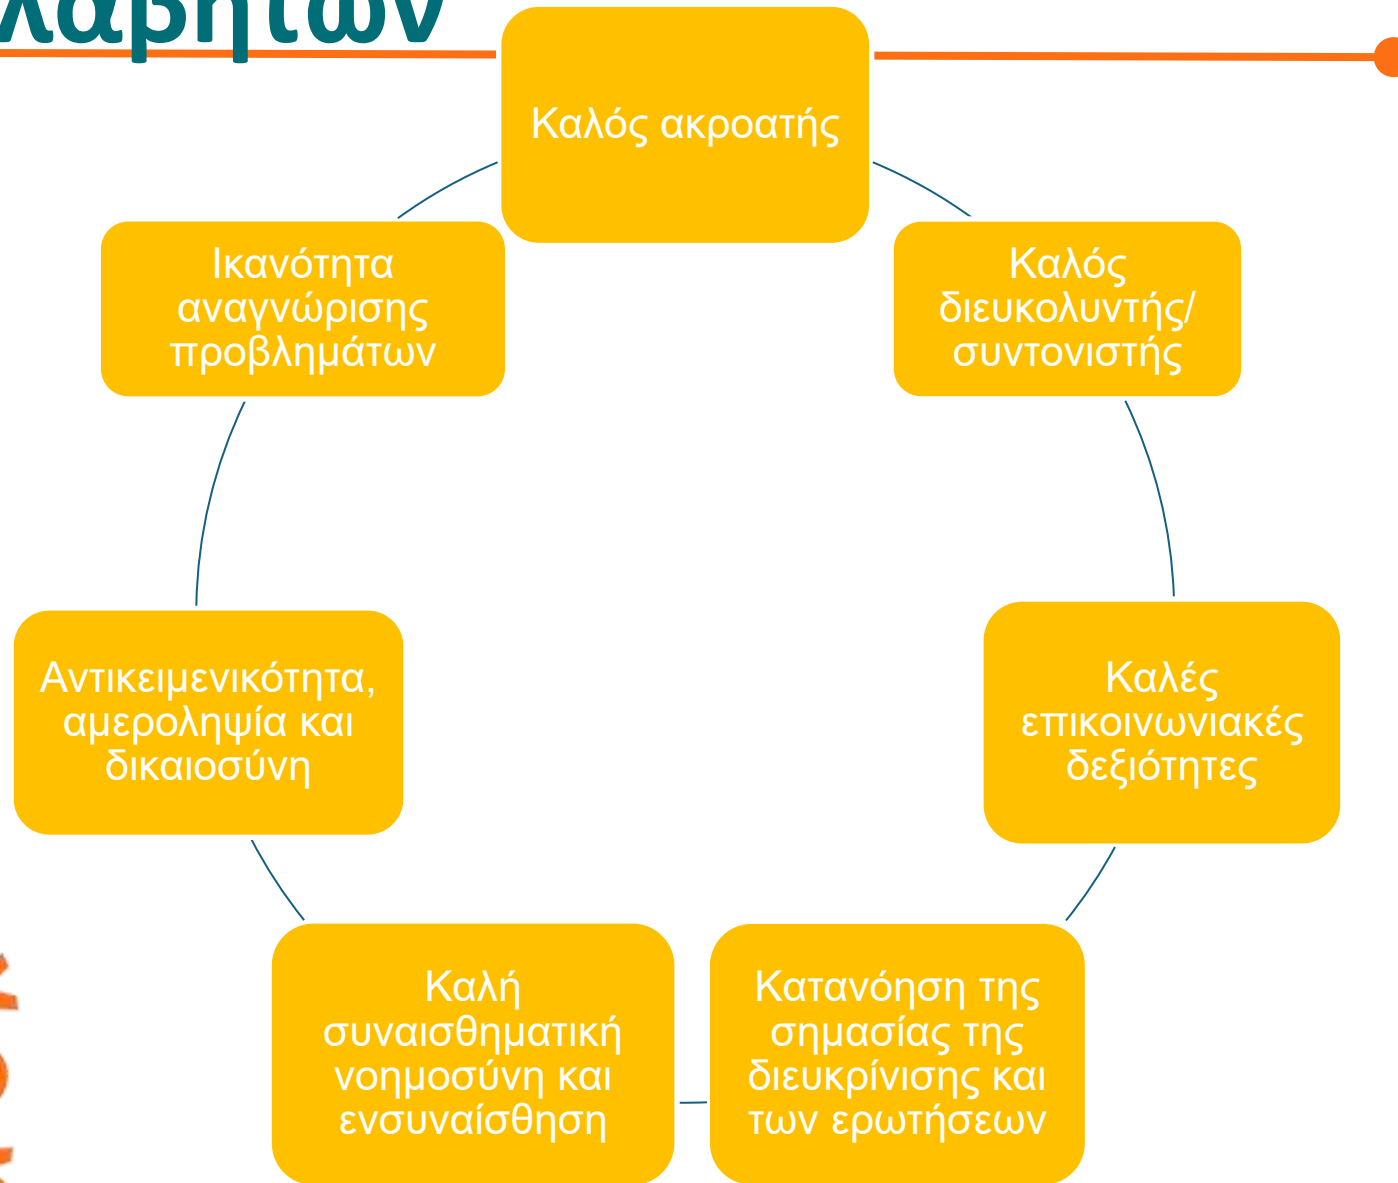 Καλός ακροατής
Καλός
διευκολυντής/
συντονιστής
Καλές
επικοινωνιακές
δεξιότητες
Κατανόηση της
σημασίας της
διευκρίνισης και
των ερωτήσεων
Καλή
συναισθηματική
νοημοσύνη και
ενσυναίσθηση
Αντικειμενικότητα,
αμεροληψία και
δικαιοσύνη
Ικανότητα
αναγνώρισης
προβλημάτων